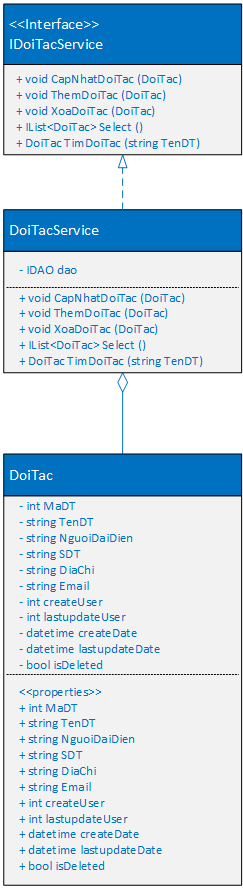 <<Interface>>
IDoiTacService
+ void CapNhatDoiTac (DoiTac)
+ void ThemDoiTac (DoiTac)
+ void XoaDoiTac (DoiTac)
+ IList<DoiTac> Select ()
+ DoiTac TimDoiTac (string TenDT)
DoiTacService
- IDAO dao
+ void CapNhatDoiTac (DoiTac)
+ void ThemDoiTac (DoiTac)
+ void XoaDoiTac (DoiTac)
+ IList<DoiTac> Select ()
+ DoiTac TimDoiTac (string TenDT)
DoiTac
- int MaDT
- string TenDT
- string NguoiDaiDien
- string SDT
- string DiaChi
- string Email
- int createUser
- int lastupdateUser
- datetime createDate
- datetime lastupdateDate
- bool isDeleted
<<properties>>
+ int MaDT
+ string TenDT
+ string NguoiDaiDien
+ string SDT
+ string DiaChi
+ string Email
+ int createUser
+ int lastupdateUser
+ datetime createDate
+ datetime lastupdateDate
+ bool isDeleted